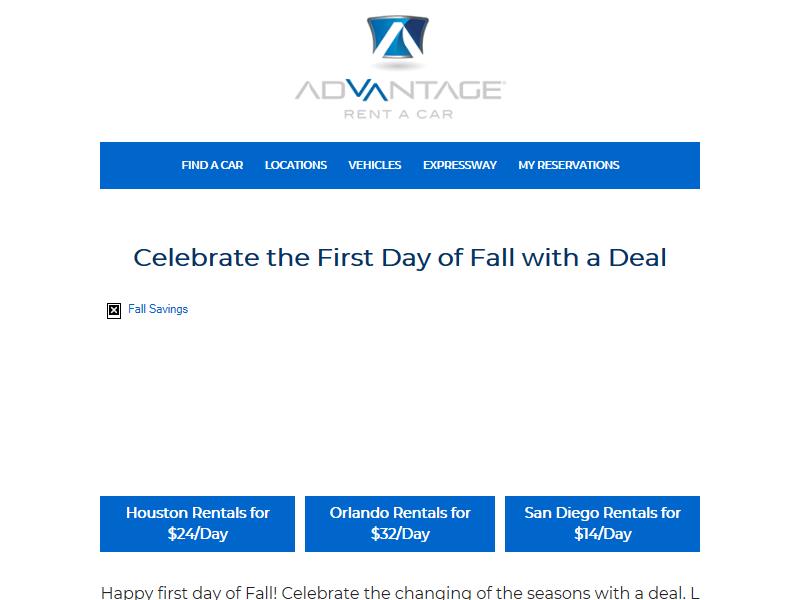 ADVANTAGE
RENT A CAR
FIND A CAR LOCATIONS VEHICLES EXPRESSWAY MY RESERVATIONS
Celebrate the First Day of Fall with a Deal
Fall Savings
Houston Rentals for
$24/Day
Orlando Rentals for
$32/Day
San Diego Rentals for
$14/Day
Happy first day of Fall! Celebrate the changing of the seasons with a deal. L